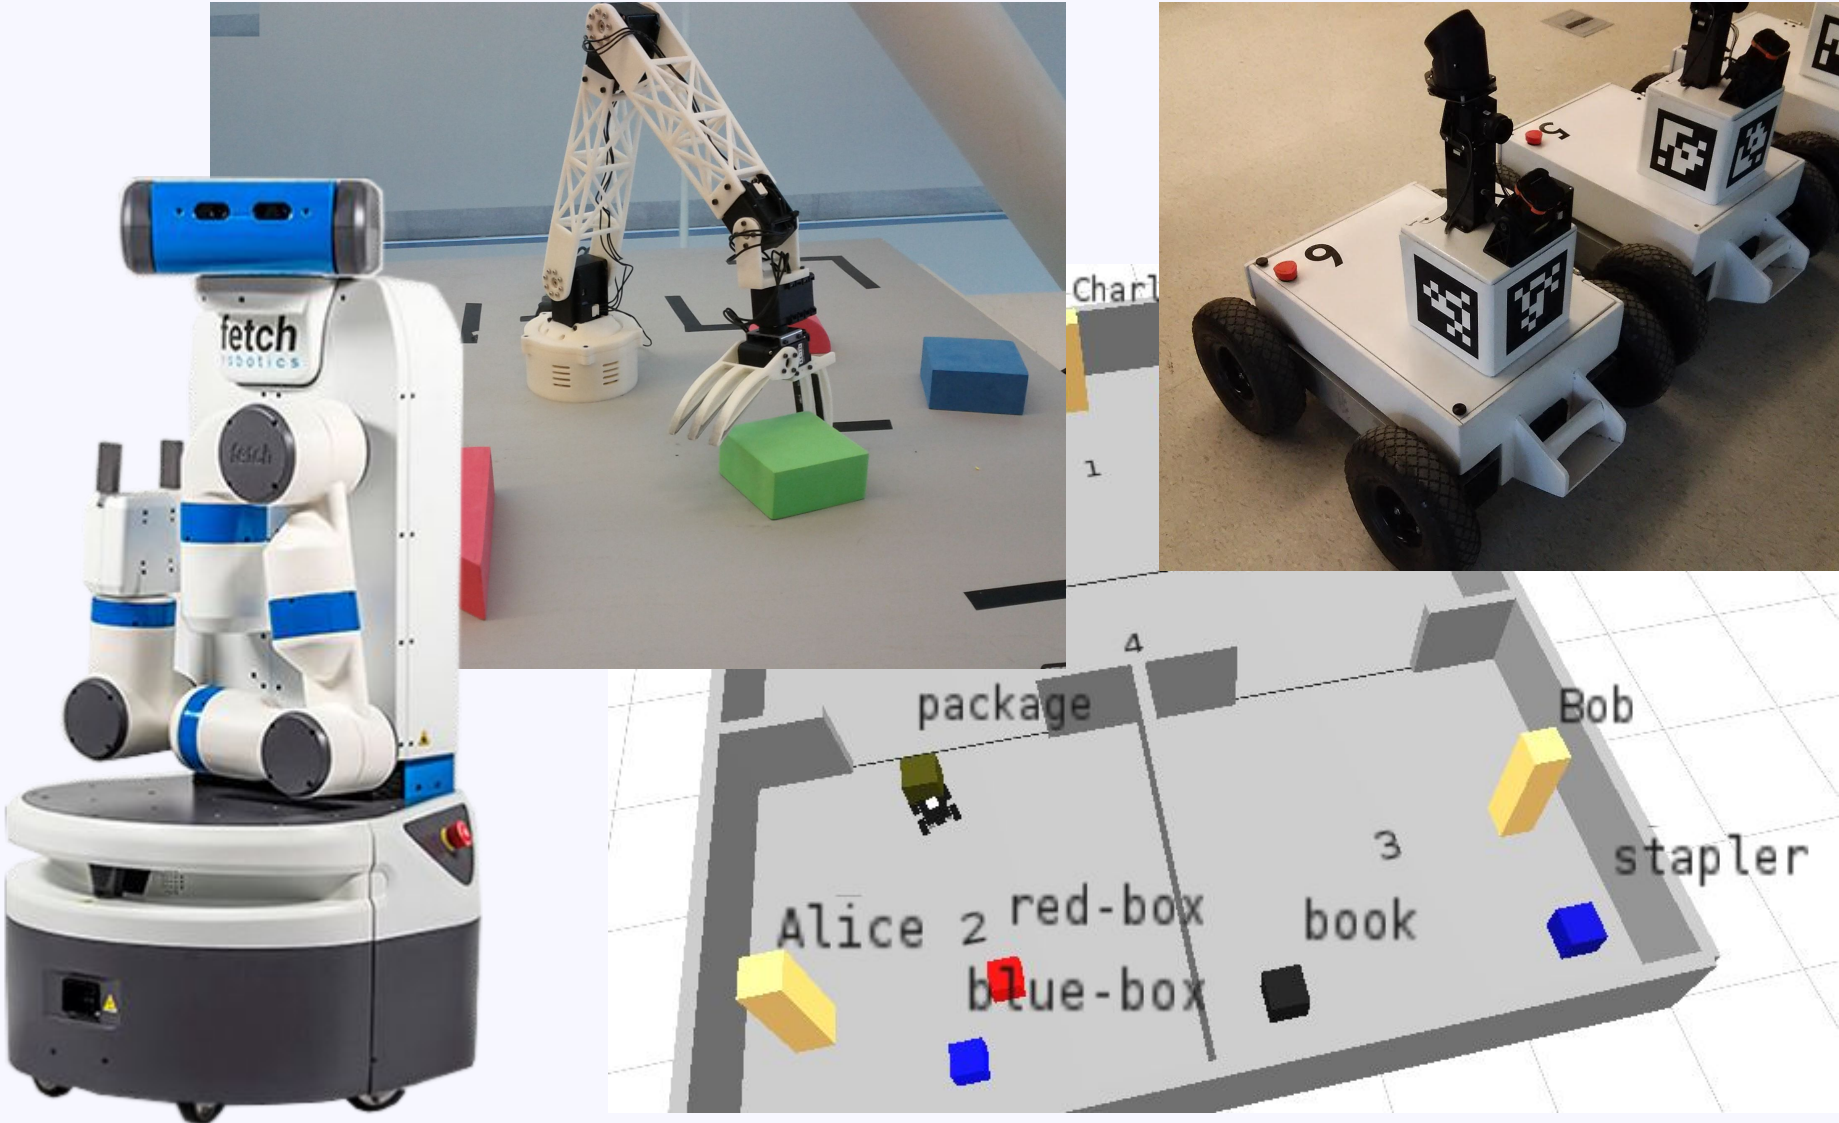 fetch
robotics
fetch
5
6
Charl
1
4
package
Bob
3
stapler
Alice
2
red-box
book
blue-box